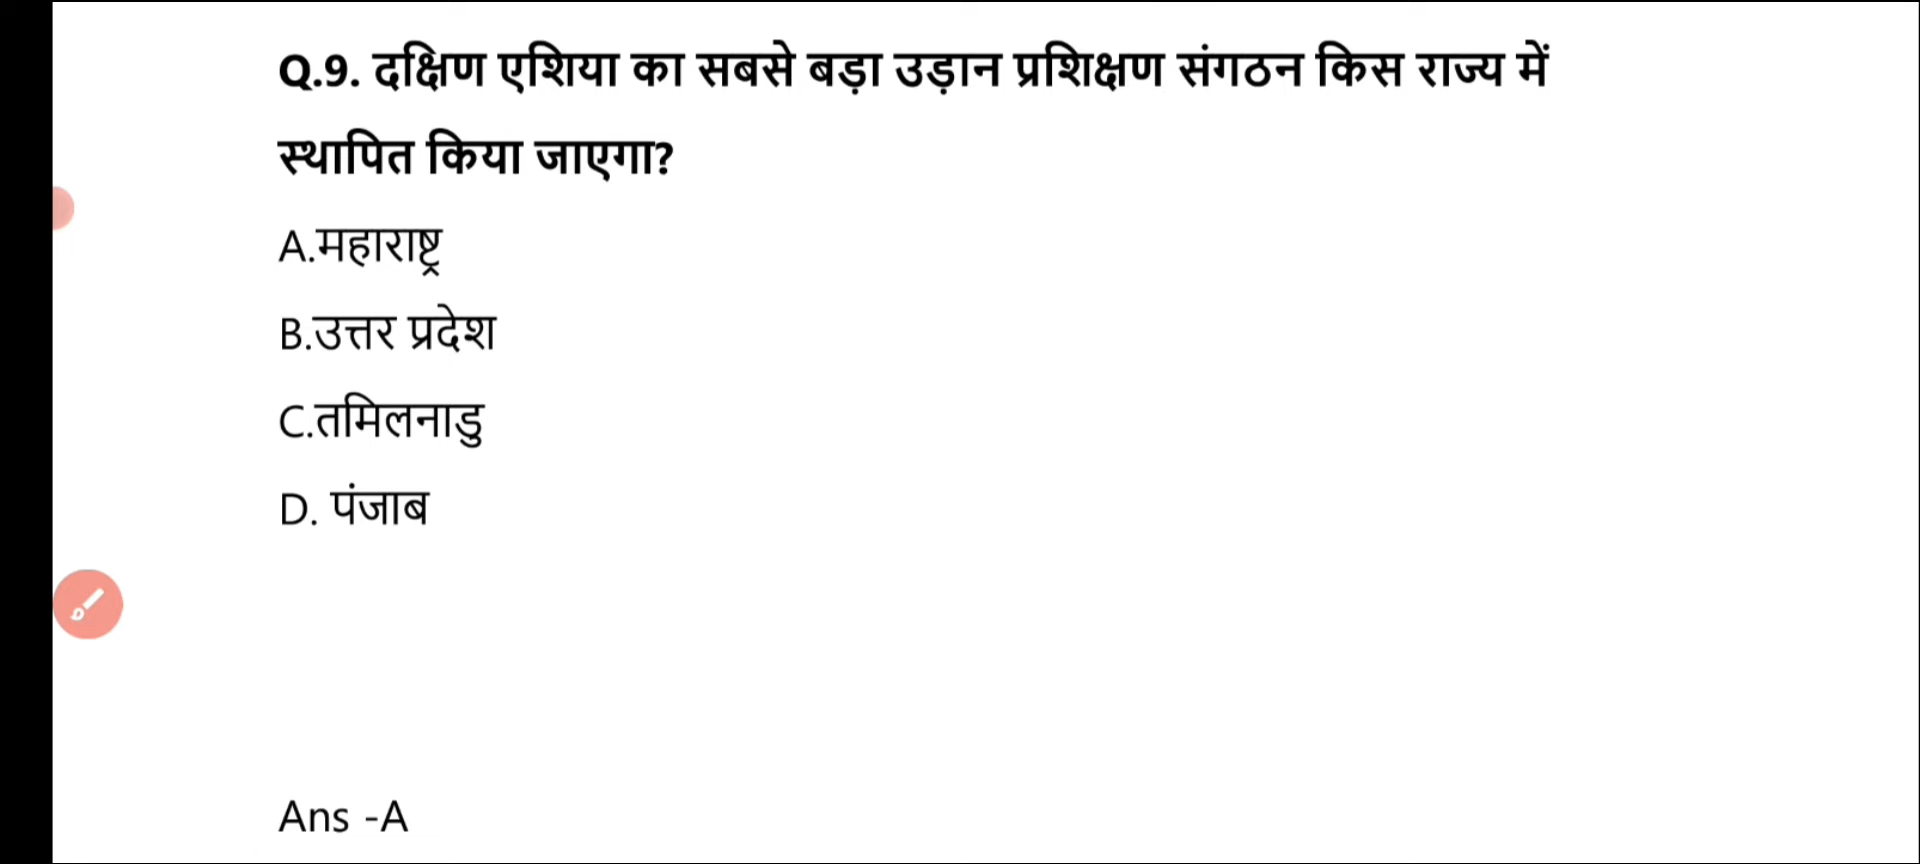 Q.9. दक्षिण एशिया का सबसे बड़ा उड़ान प्रशिक्षण संगठन किस राज्य में
स्थापित किया जाएगा?
A.महाराष्ट्र
B.उत्तर प्रदेश
C.तमिलनाडु
D. पंजाब
Ans -A